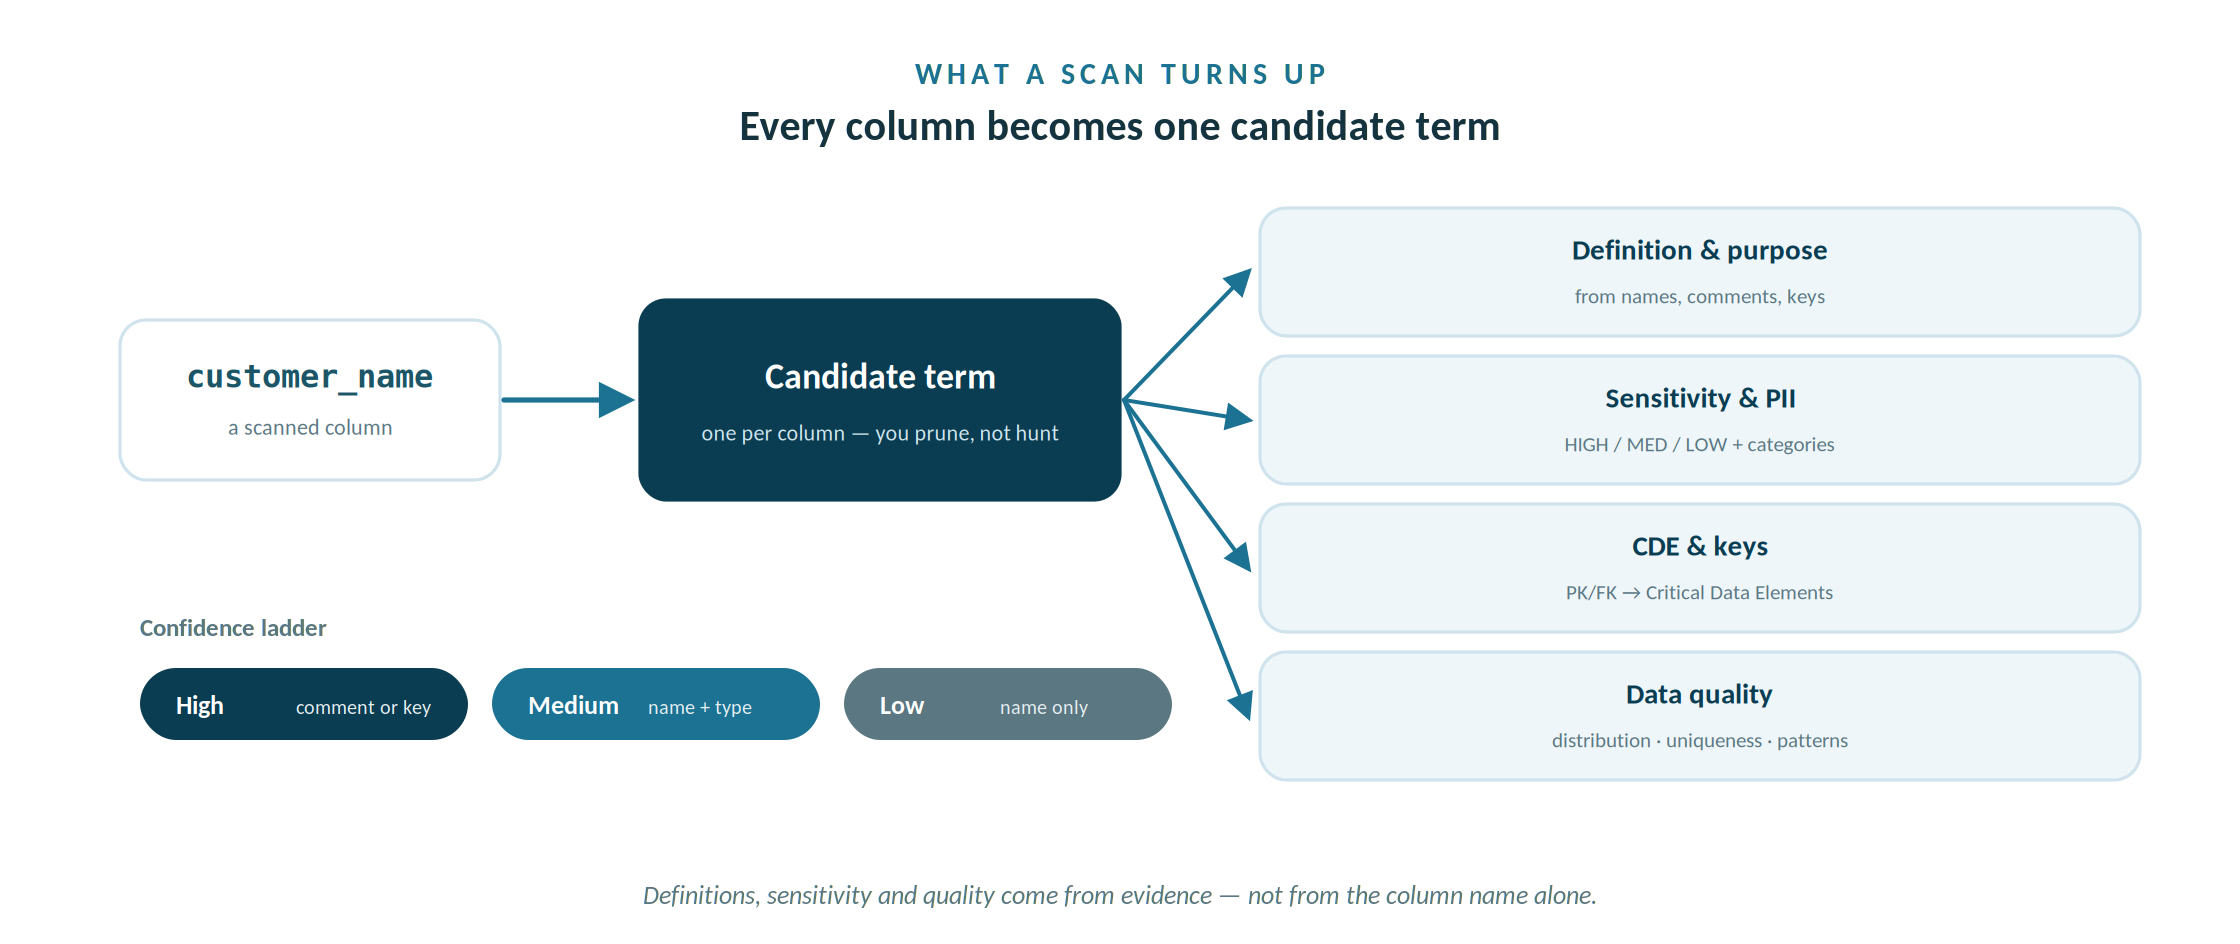 WHAT A SCAN TURNS UP
Every column becomes one candidate term
customer_name
a scanned column
Candidate term
one per column — you prune, not hunt
Definition & purpose
from names, comments, keys
Sensitivity & PII
HIGH / MED / LOW + categories
CDE & keys
PK/FK → Critical Data Elements
Data quality
distribution · uniqueness · patterns
Confidence ladder
High comment or key
Medium name + type
Low name only
Definitions, sensitivity and quality come from evidence — not from the column name alone.